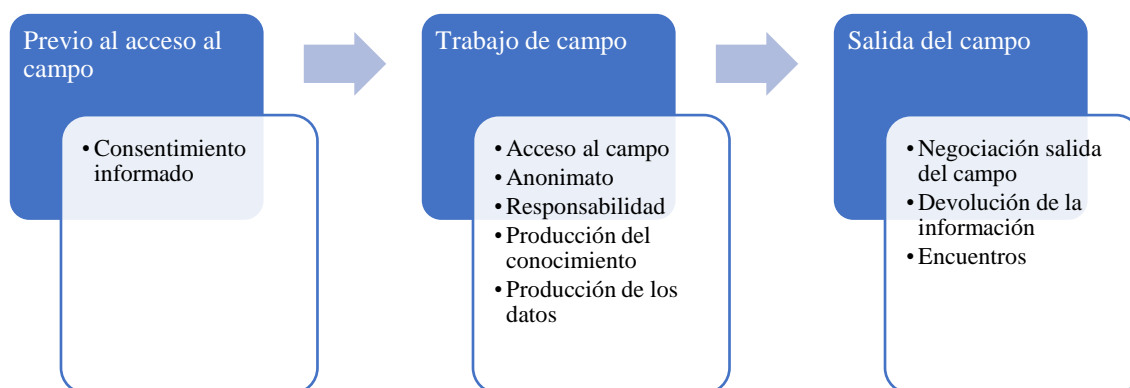 Previo al acceso al
campo
• Consentimiento
informado
Trabajo de campo
• Acceso al campo
• Anonimato
• Responsabilidad
• Producción del
conocimiento
• Producción de los
datos
Salida del campo
• Negociación salida
del campo
• Devolución de la
información
• Encuentros